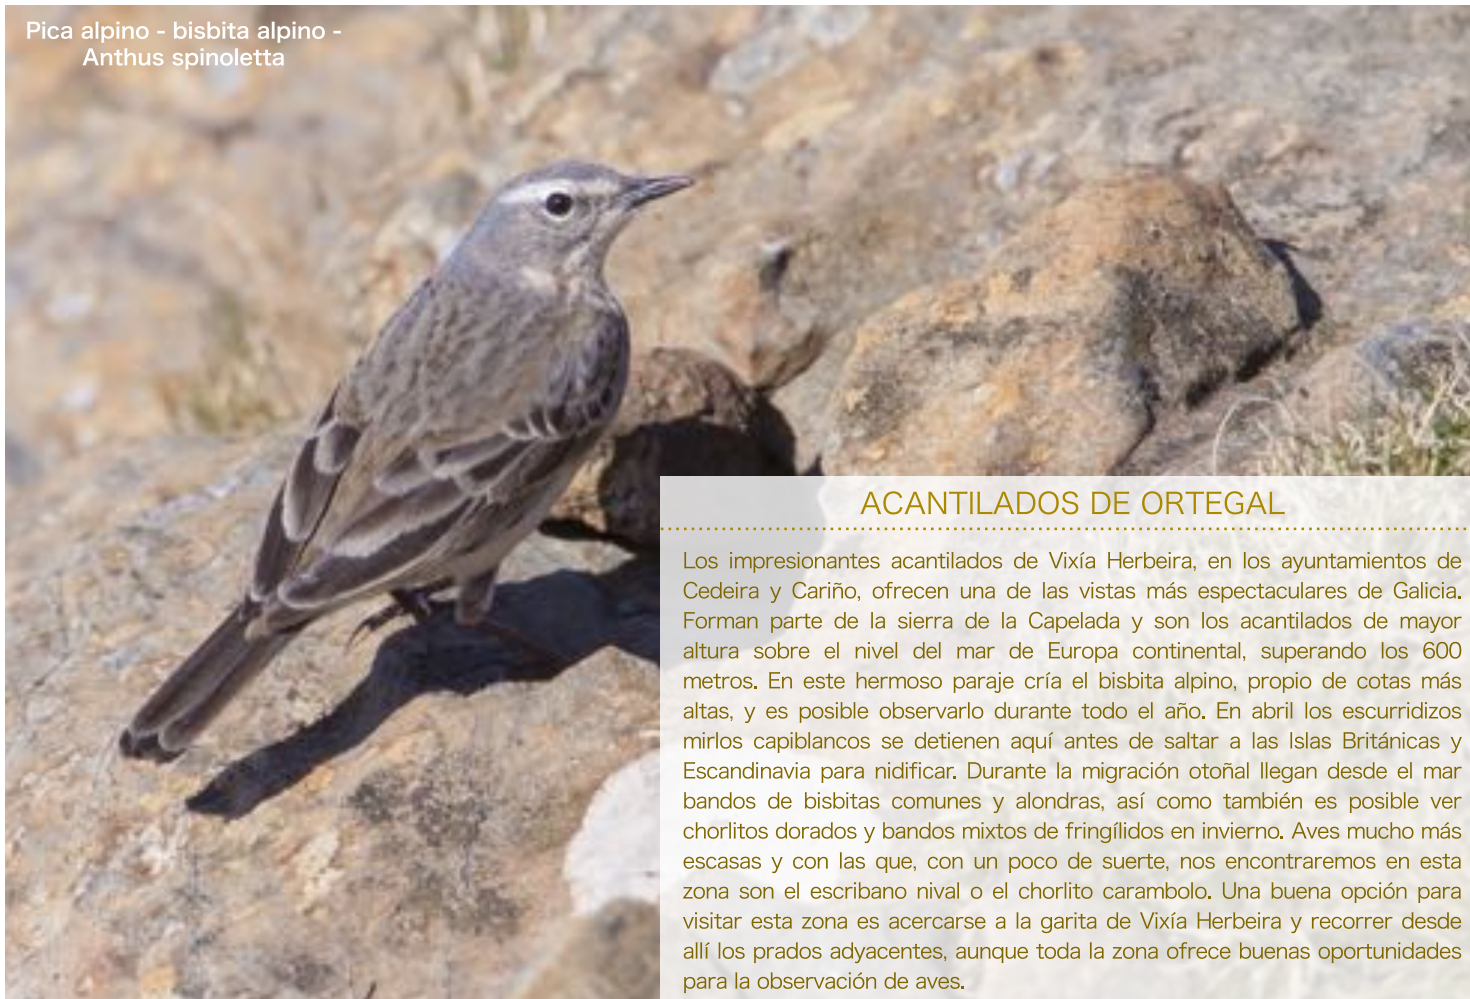 Pica alpino - bisbita alpino -
Anthus spinoletta
ACANTILADOS DE ORTEGAL
Los impresionantes acantilados de Vixía Herbeira, en los ayuntamientos de
Cedeira y Cariño, ofrecen una de las vistas más espectaculares de Galicia.
Forman parte de la sierra de la Capelada y son los acantilados de mayor
altura sobre el nivel del mar de Europa continental, superando los 600
metros. En este hermoso paraje cría el bisbita alpino, propio de cotas más
altas, y es posible observarlo durante todo el año. En abril los escurridizos
mirlos capiblancos se detienen aquí antes de saltar a las Islas Británicas y
Escandinavia para nidificar. Durante la migración otoñal llegan desde el mar
bandos de bisbitas comunes y alondras, así como también es posible ver
chorlitos dorados y bandos mixtos de fringílidos en invierno. Aves mucho más
escasas y con las que, con un poco de suerte, nos encontraremos en esta
zona son el escribano nival o el chorlito carambolo. Una buena opción para
visitar esta zona es acercarse a la garita de Vixía Herbeira y recorrer desde
allí los prados adyacentes, aunque toda la zona ofrece buenas oportunidades
para la observación de aves.